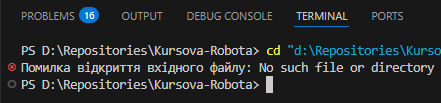 PROBLEMS 16 OUTPUT DEBUG CONSOLE TERMINAL PORTS
PS D:\Repositories\Kursova-Robota> cd "d:\Repositories\Kurso
Помилка відкриття вхідного файлу: No such file or directory
PS D:\Repositories\Kursova-Robota>